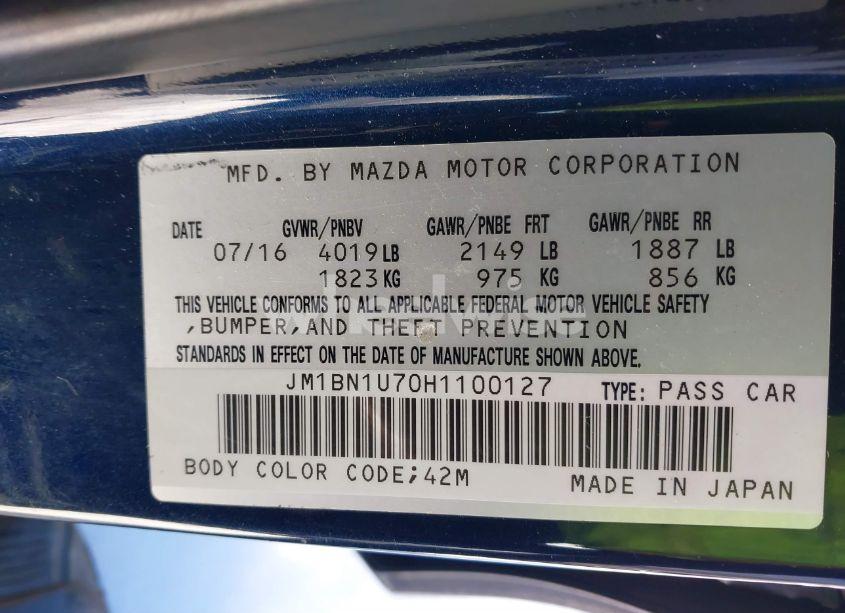 MFD. BY MAZDA MOTOR CORPORATION
DATE GVWR/PNBV GAWR/PNBE FRT GAWR/PNBE RR
07/16 4019 LB 2149 LB 1887 LB
1823 KG 975 KG 856 KG
THIS VEHICLE CONFORMS TO ALL APPLICABLE FEDERAL MOTOR VEHICLE SAFETY
,BUMPER,AND THEFT PREVENTION
STANDARDS IN EFFECT ON THE DATE OF MANUFACTURE SHOWN ABOVE.
JM1BN1U70H1100127 TYPE: PASS CAR
BODY COLOR CODE;42M MADE IN JAPAN